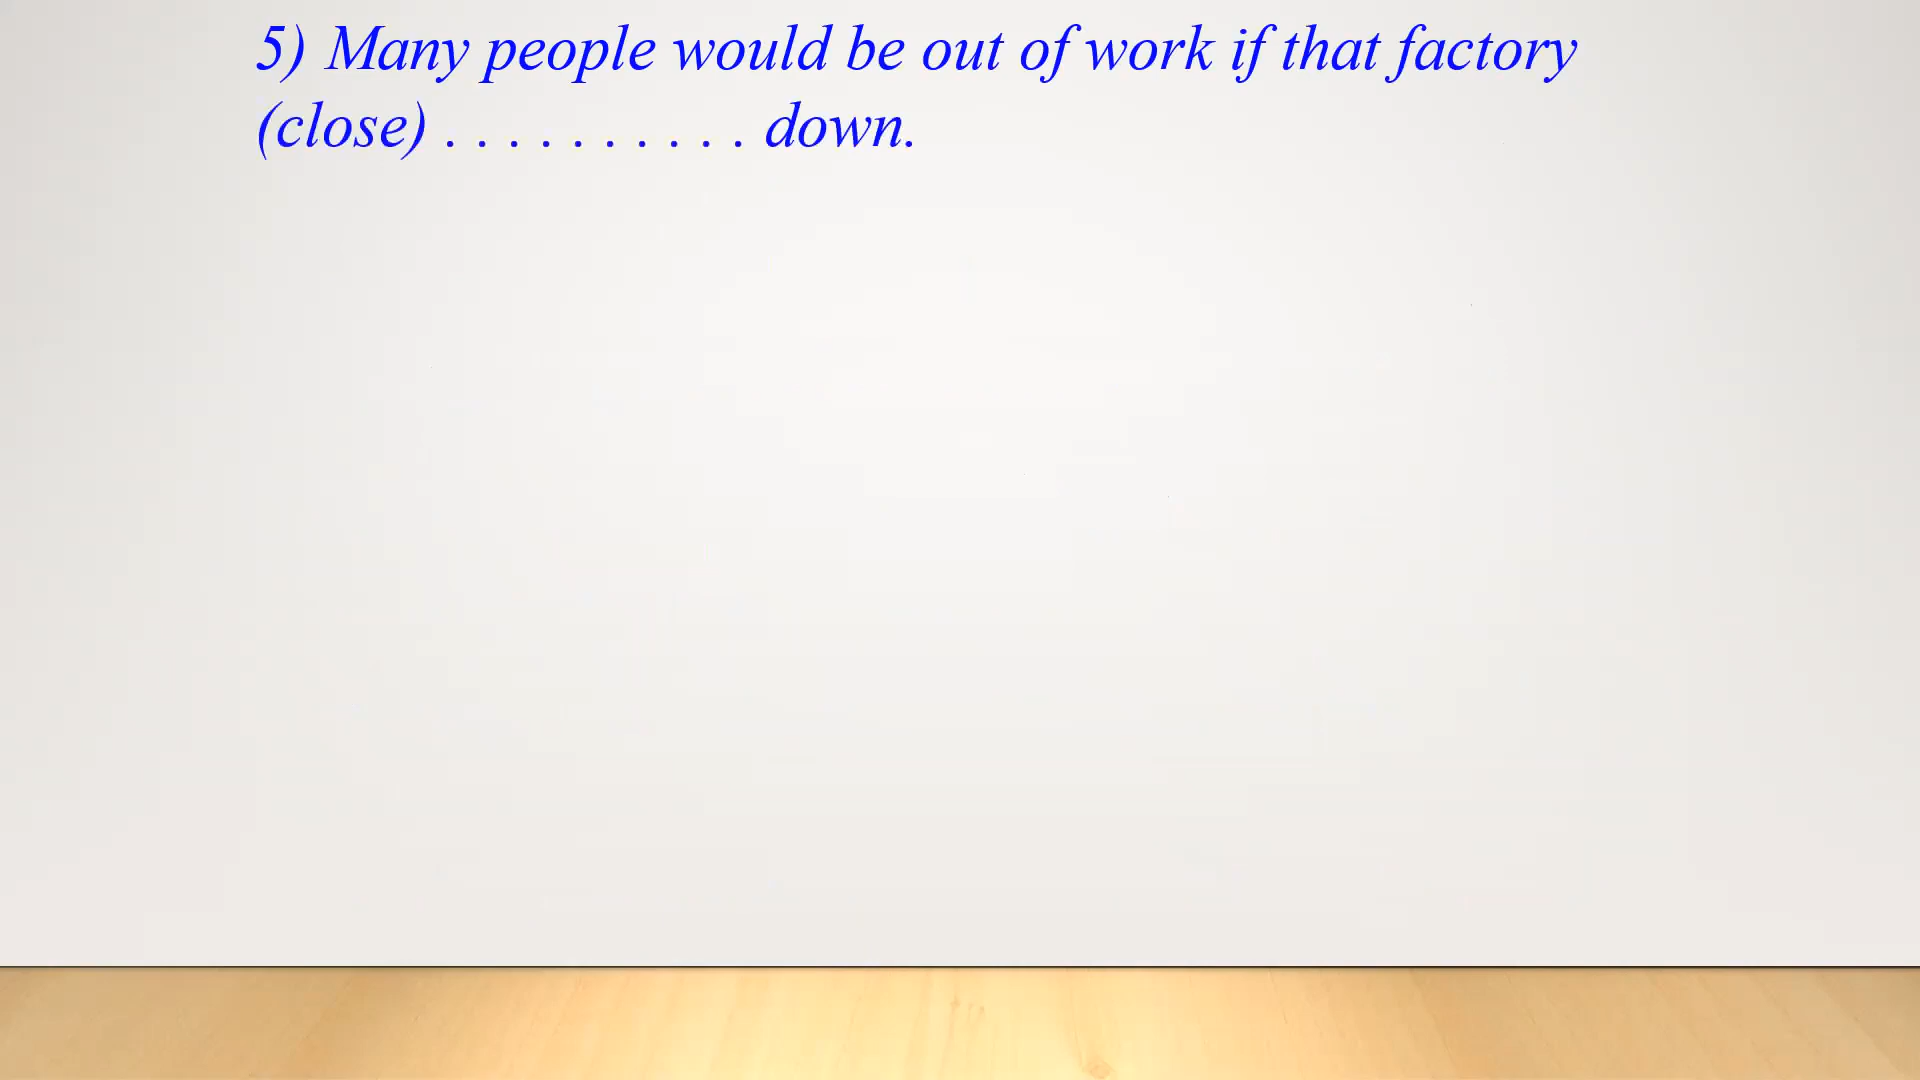 5) Many people would be out of work if that factory
(close) . . . . . . . . . . down.